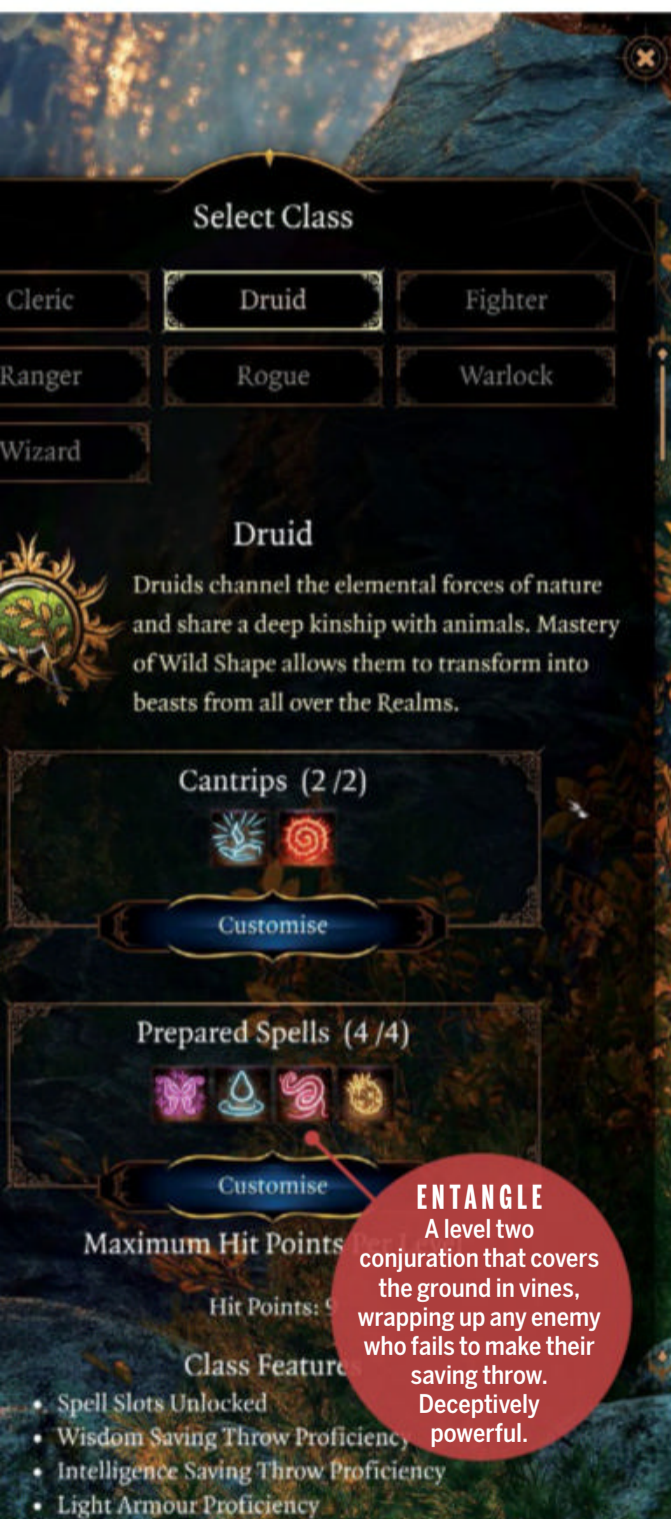 Select Class
Cleric
Druid
Fighter
Ranger
Rogue
Warlock
Wizard
Druid
Druids channel the elemental forces of nature
and share a deep kinship with animals. Mastery
of Wild Shape allows them to transform into
beasts from all over the Realms.
Cantrips (2 /2)
Customise
Prepared Spells (4 /4)
Customise
Maximum Hit Points Per Level
Hit Points: 9
Class Feature
• Spell Slots Unlocked
• Wisdom Saving Throw Proficiency
• Intelligence Saving Throw Proficiency
• Light Armour Proficiency
ENTANGLE
A level two
conjuration that covers
the ground in vines,
wrapping up any enemy
who fails to make their
saving throw.
Deceptively
powerful.